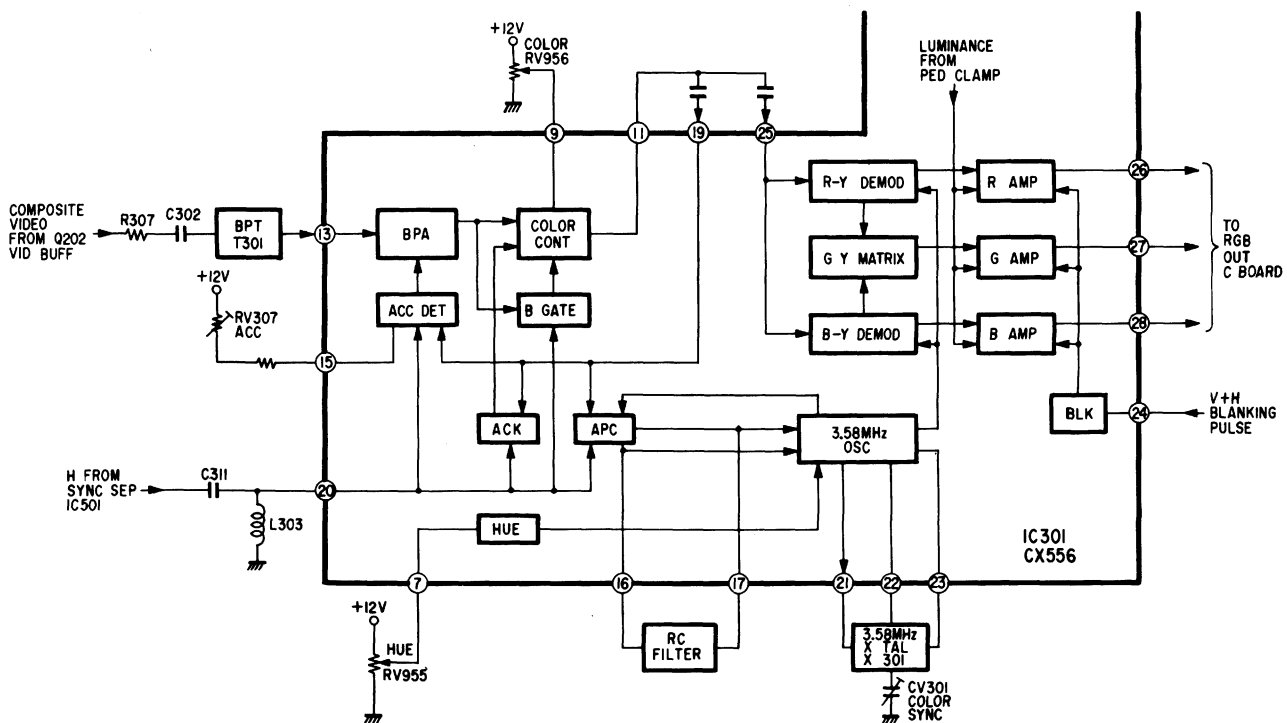 +12V
COLOR
RV956
LUMINANCE
FROM
PED CLAMP
9
11
19
25
COMPOSITE
VIDEO
FROM Q202
VID BUFF
R307
C302
BPT
T301
13
BPA
COLOR
CONT
R-Y DEMOD
R AMP
26
G Y MATRIX
G AMP
27
TO
RGB
OUT
C BOARD
+12V
RV307
ACC
ACC DET
B GATE
B-Y DEMOD
B AMP
28
15
ACK
APC
3.58MHz
OSC
BLK
24
V+H
BLANKING
PULSE
H FROM
SYNC SEP
IC501
C311
20
L303
HUE
IC301
CX556
7
16
17
21
22
23
+12V
HUE
RV955
RC
FILTER
3.58MHz
X TAL
X 301
CV301
COLOR
SYNC